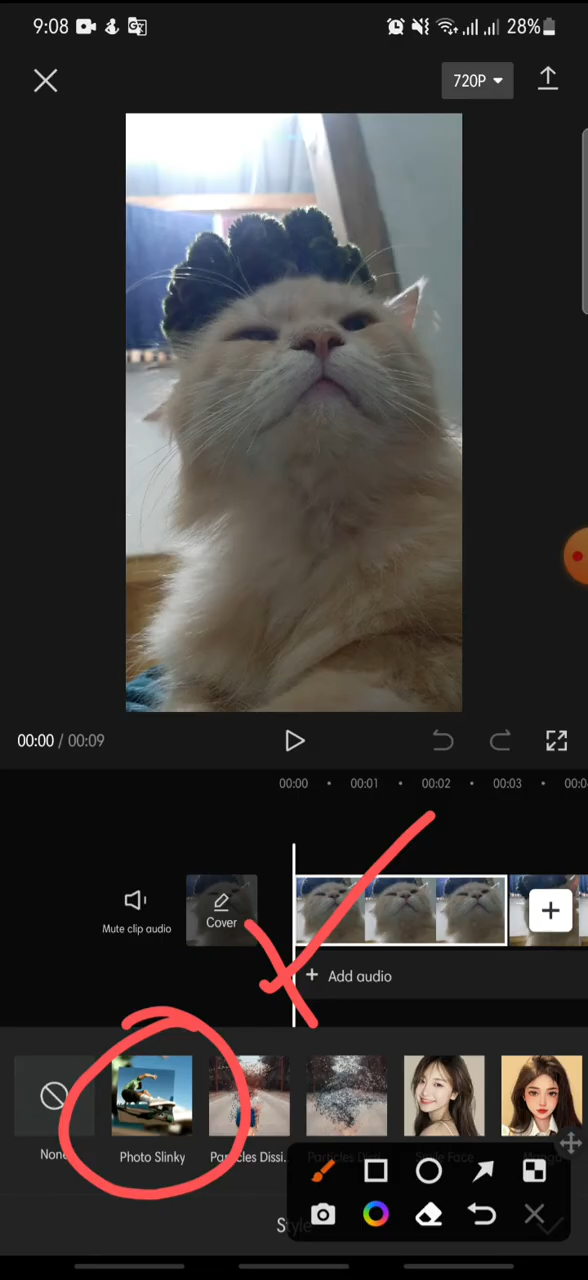 9:08
28%
720P
00:00 / 00:09
00:00 00:01 00:02 00:03
Mute clip audio
Cover
Add audio
None
Photo Slinky
Particles Dissi...